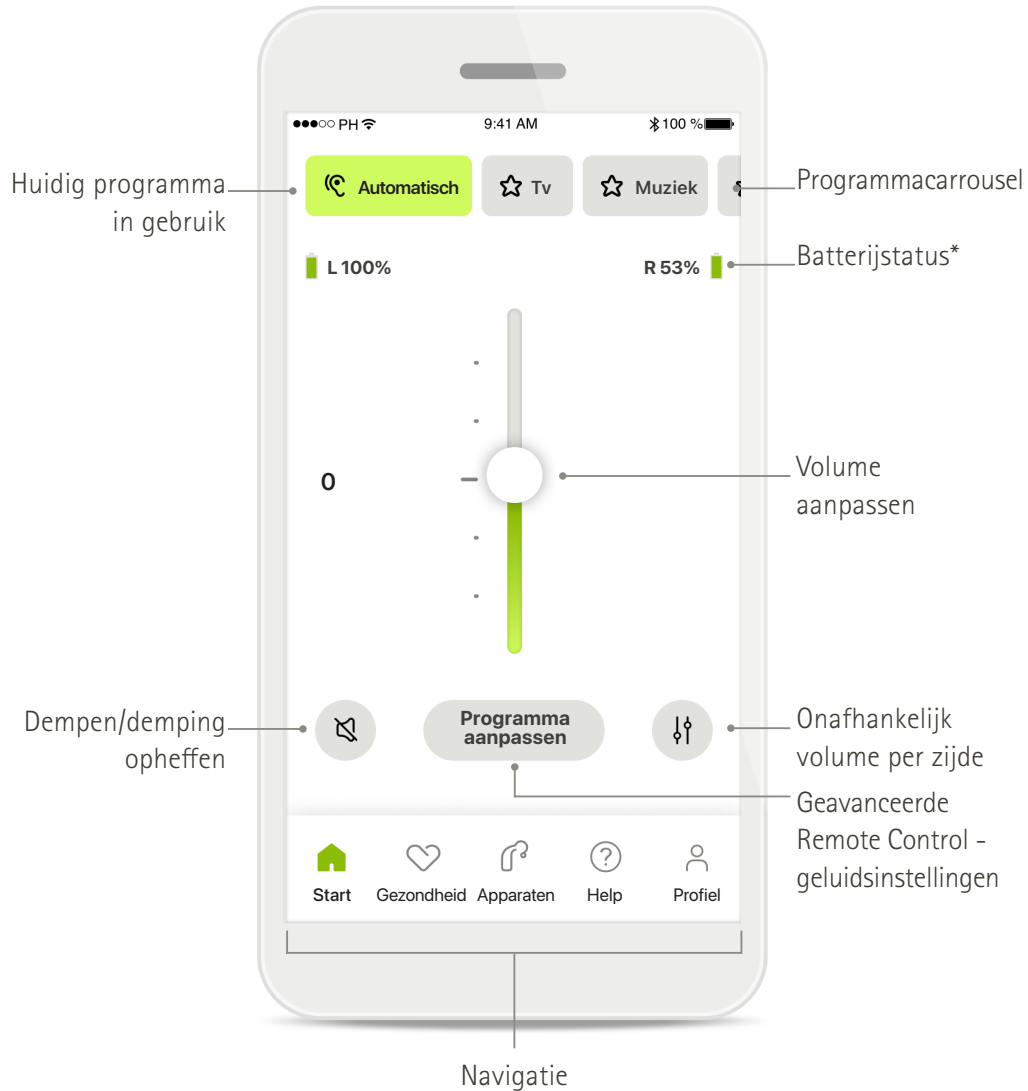 ●●●○○ PH 9:41 AM 100 %
Huidig programma
in gebruik
Automatisch
Tv
Muziek
Programmacarrousel
L 100%
R 53%
Batterijstatus*
0
Volume
aanpassen
Dempen/demping
opheffen
Programma
aanpassen
Onafhankelijk
volume per zijde
Geavanceerde
Remote Control -
geluidsinstellingen
Start Gezondheid Apparaten Help Profiel
Navigatie